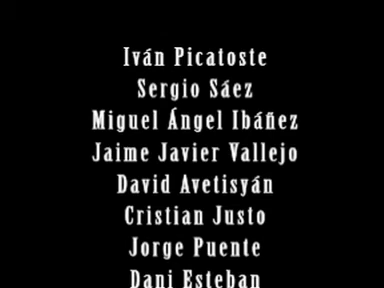 Iván Picatoste
Sergio Sáez
Miguel Ángel Ibáñez
Jaime Javier Vallejo
David Avetisyán
Cristian Justo
Jorge Puente
Dani Esteban